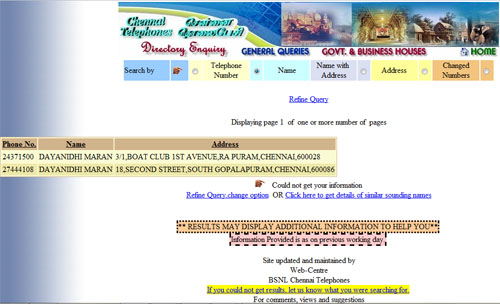 Chennai
Telephones
சென்னை
தொலைபேசி
Directory Enquiry
GENERAL QUERIES GOVT. & BUSINESS HOUSES HOME
Search by Telephone Number Name Name with Address Address Changed Numbers
Refine Query
Displaying page 1 of one or more number of pages
Phone No. Name Address
24371500 DAYANIDHI MARAN 3/1,BOAT CLUB 1ST AVENUE,RA PURAM,CHENNAI,600028
27444108 DAYANIDHI MARAN 18,SECOND STREET,SOUTH GOPALAPURAM,CHENNAI,600086
Could not get your information
Refine Query,change option OR Click here to get details of similar sounding names
** RESULTS MAY DISPLAY ADDITIONAL INFORMATION TO HELP YOU**
Information Provided is as on previous working day.
Site updated and maintained by
Web-Centre
BSNL Chennai Telephones
If you could not get results, let us know what you were searching for.
For comments, views and suggestions